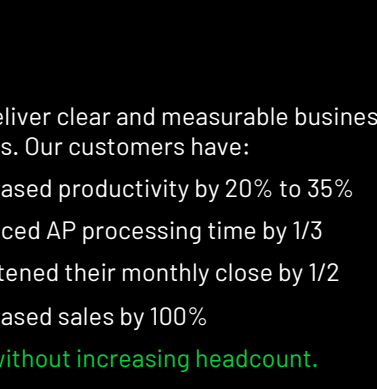 eliver clear and measurable busines
s. Our customers have:
ased productivity by 20% to 35%
ced AP processing time by 1/3
tened their monthly close by 1/2
ased sales by 100%
without increasing headcount.